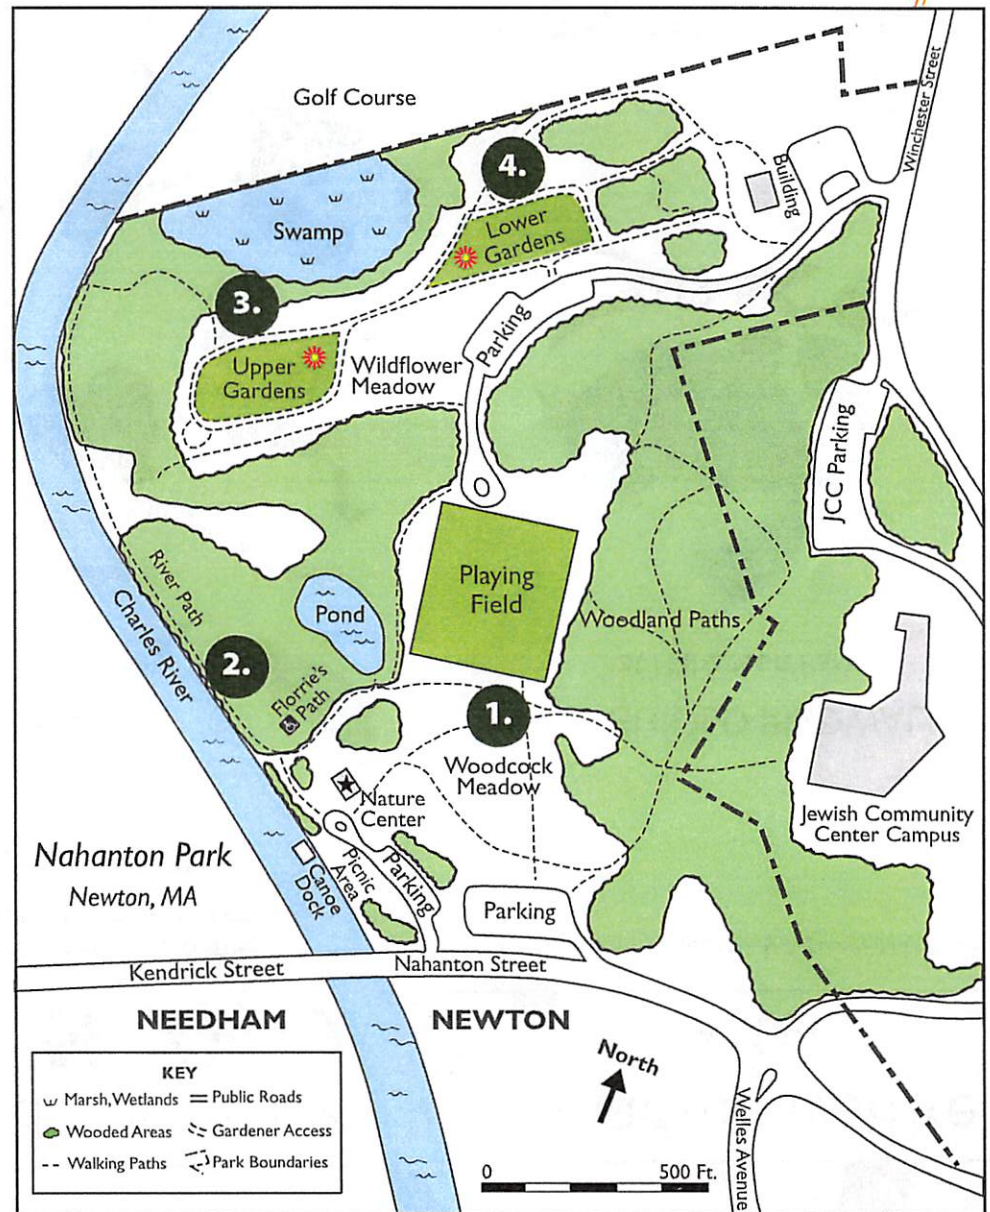 Golf Course
Winchester Street
4.
Building
Lower
Gardens
Swamp
3.
Parking
Upper
Gardens
Wildflower
Meadow
JCC Parking
River Path
Playing
Field
Pond
Charles River
Woodland Paths
2.
Florrie's
Path
1.
Woodcock
Meadow
Nature
Center
Jewish Community
Center Campus
Nahanton Park
Newton, MA
Picnic
Area
Parking
Canoe
Dock
Parking
Kendrick Street
Nahanton Street
NEEDHAM
NEWTON
North
KEY
Marsh, Wetlands
Public Roads
Wooded Areas
Gardener Access
Walking Paths
Park Boundaries
0
500 Ft.
Welles Avenue